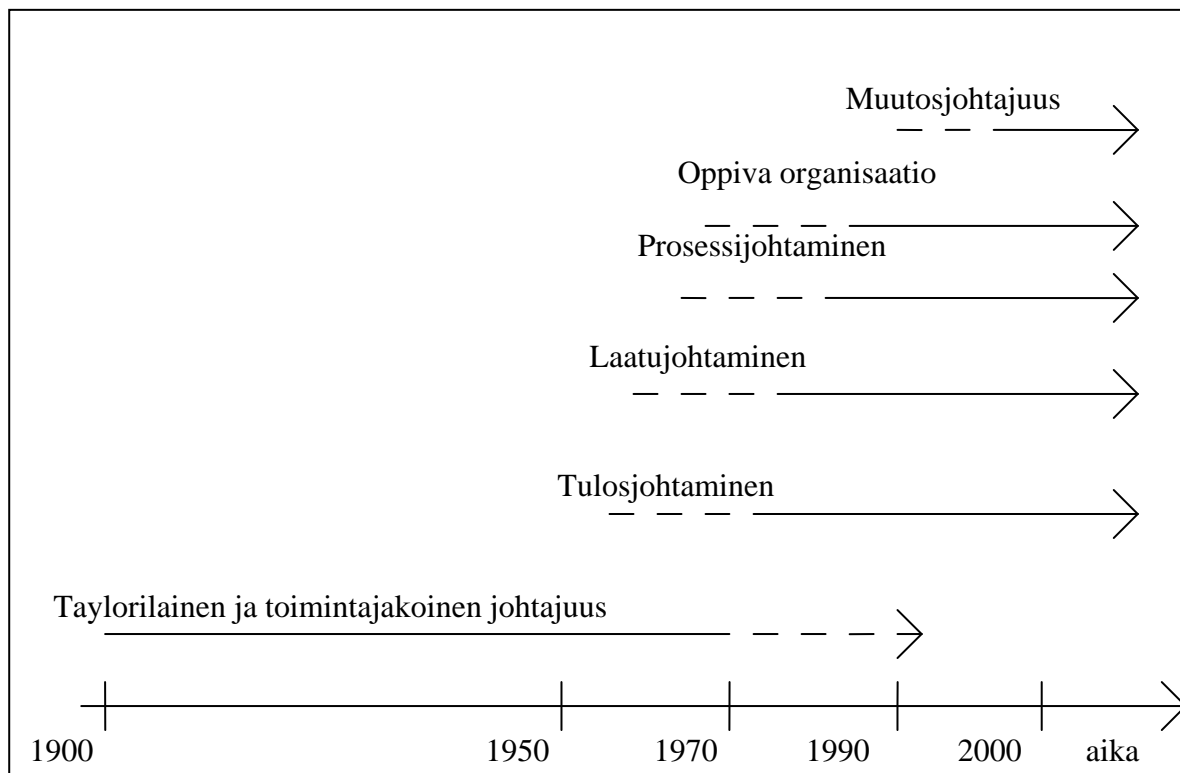 Muutosjohtajuus
Oppiva organisaatio
Prosessijohtaminen
Laatujohtaminen
Tulosjohtaminen
Taylorilainen ja toimintajakoinen johtajuus
1900 1950 1970 1990 2000 aika